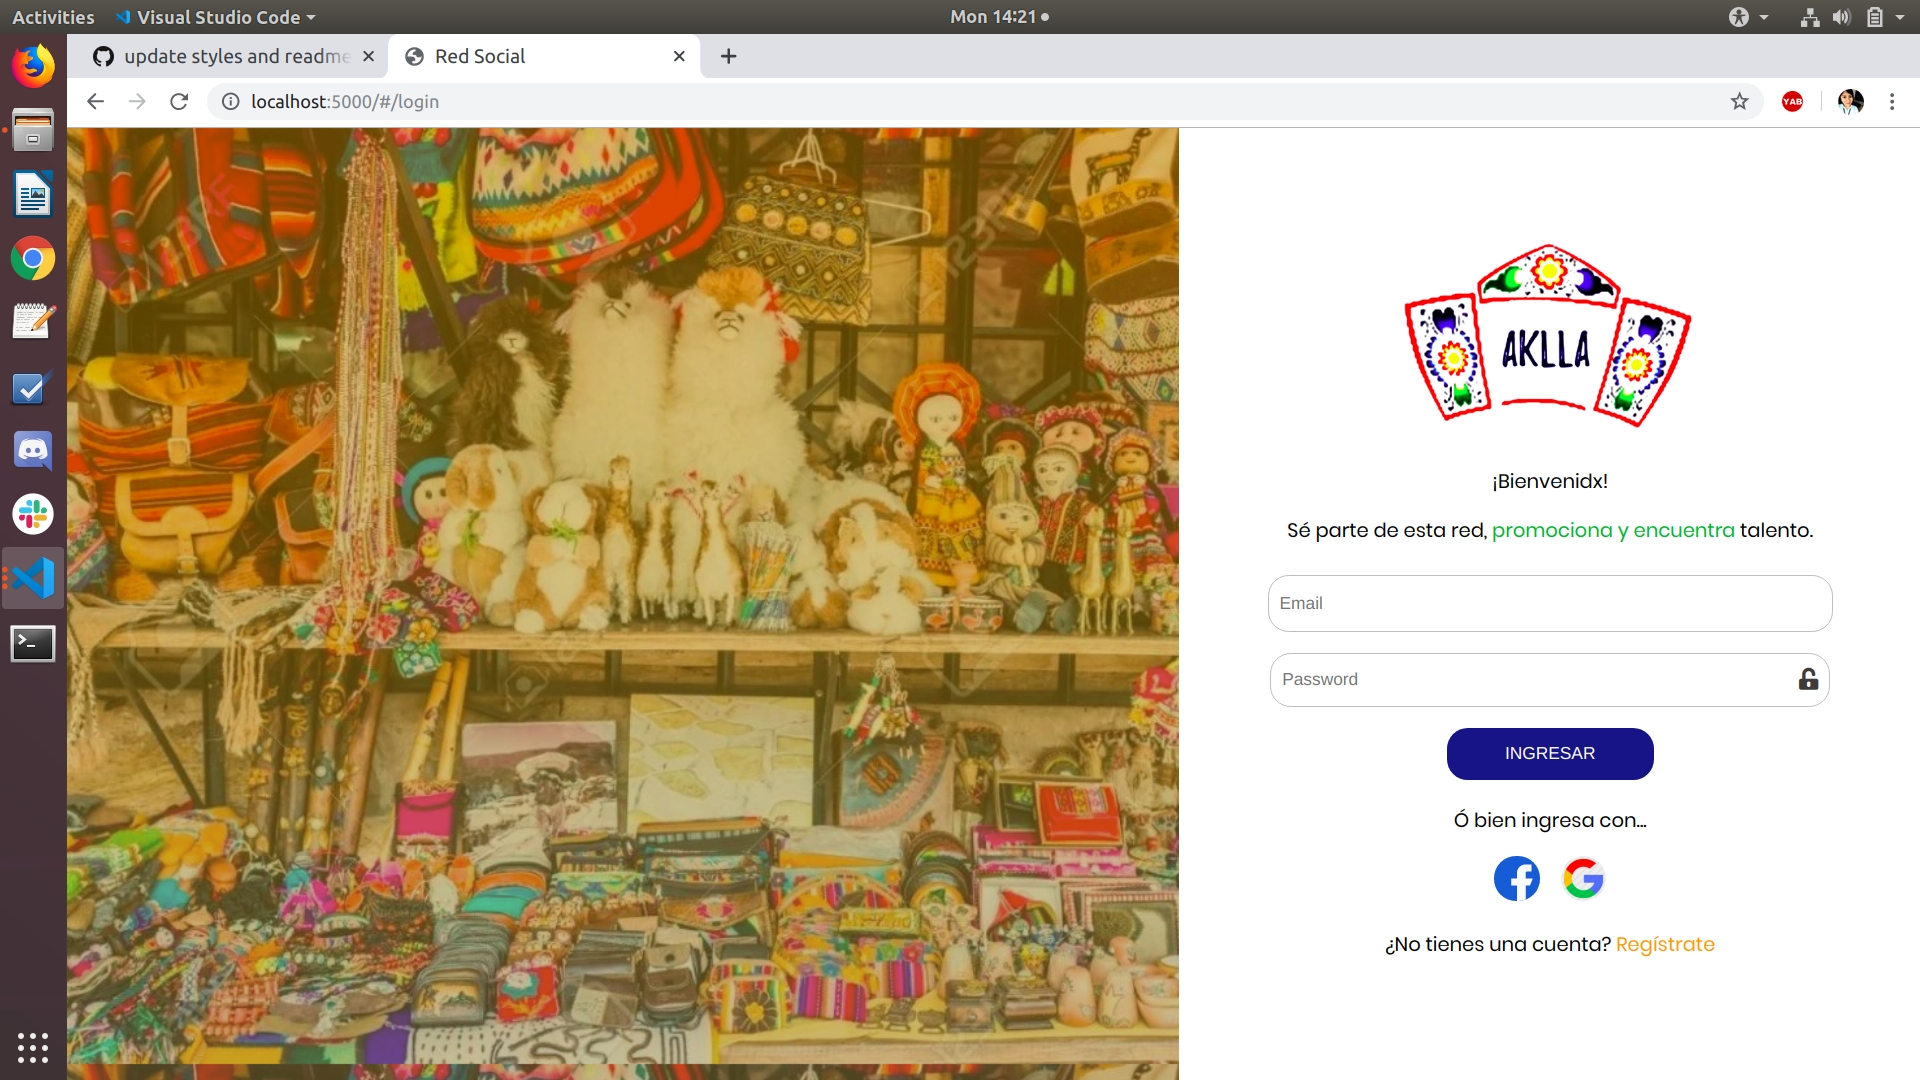 Activities
Visual Studio Code
Mon 14:21
update styles and readme
Red Social
localhost:5000/#/login
YAB
123RF
123RF
AKLLA
¡Bienvenidx!
Sé parte de esta red, promociona y encuentra talento.
Email
Password
INGRESAR
Ó bien ingresa con...
¿No tienes una cuenta? Regístrate